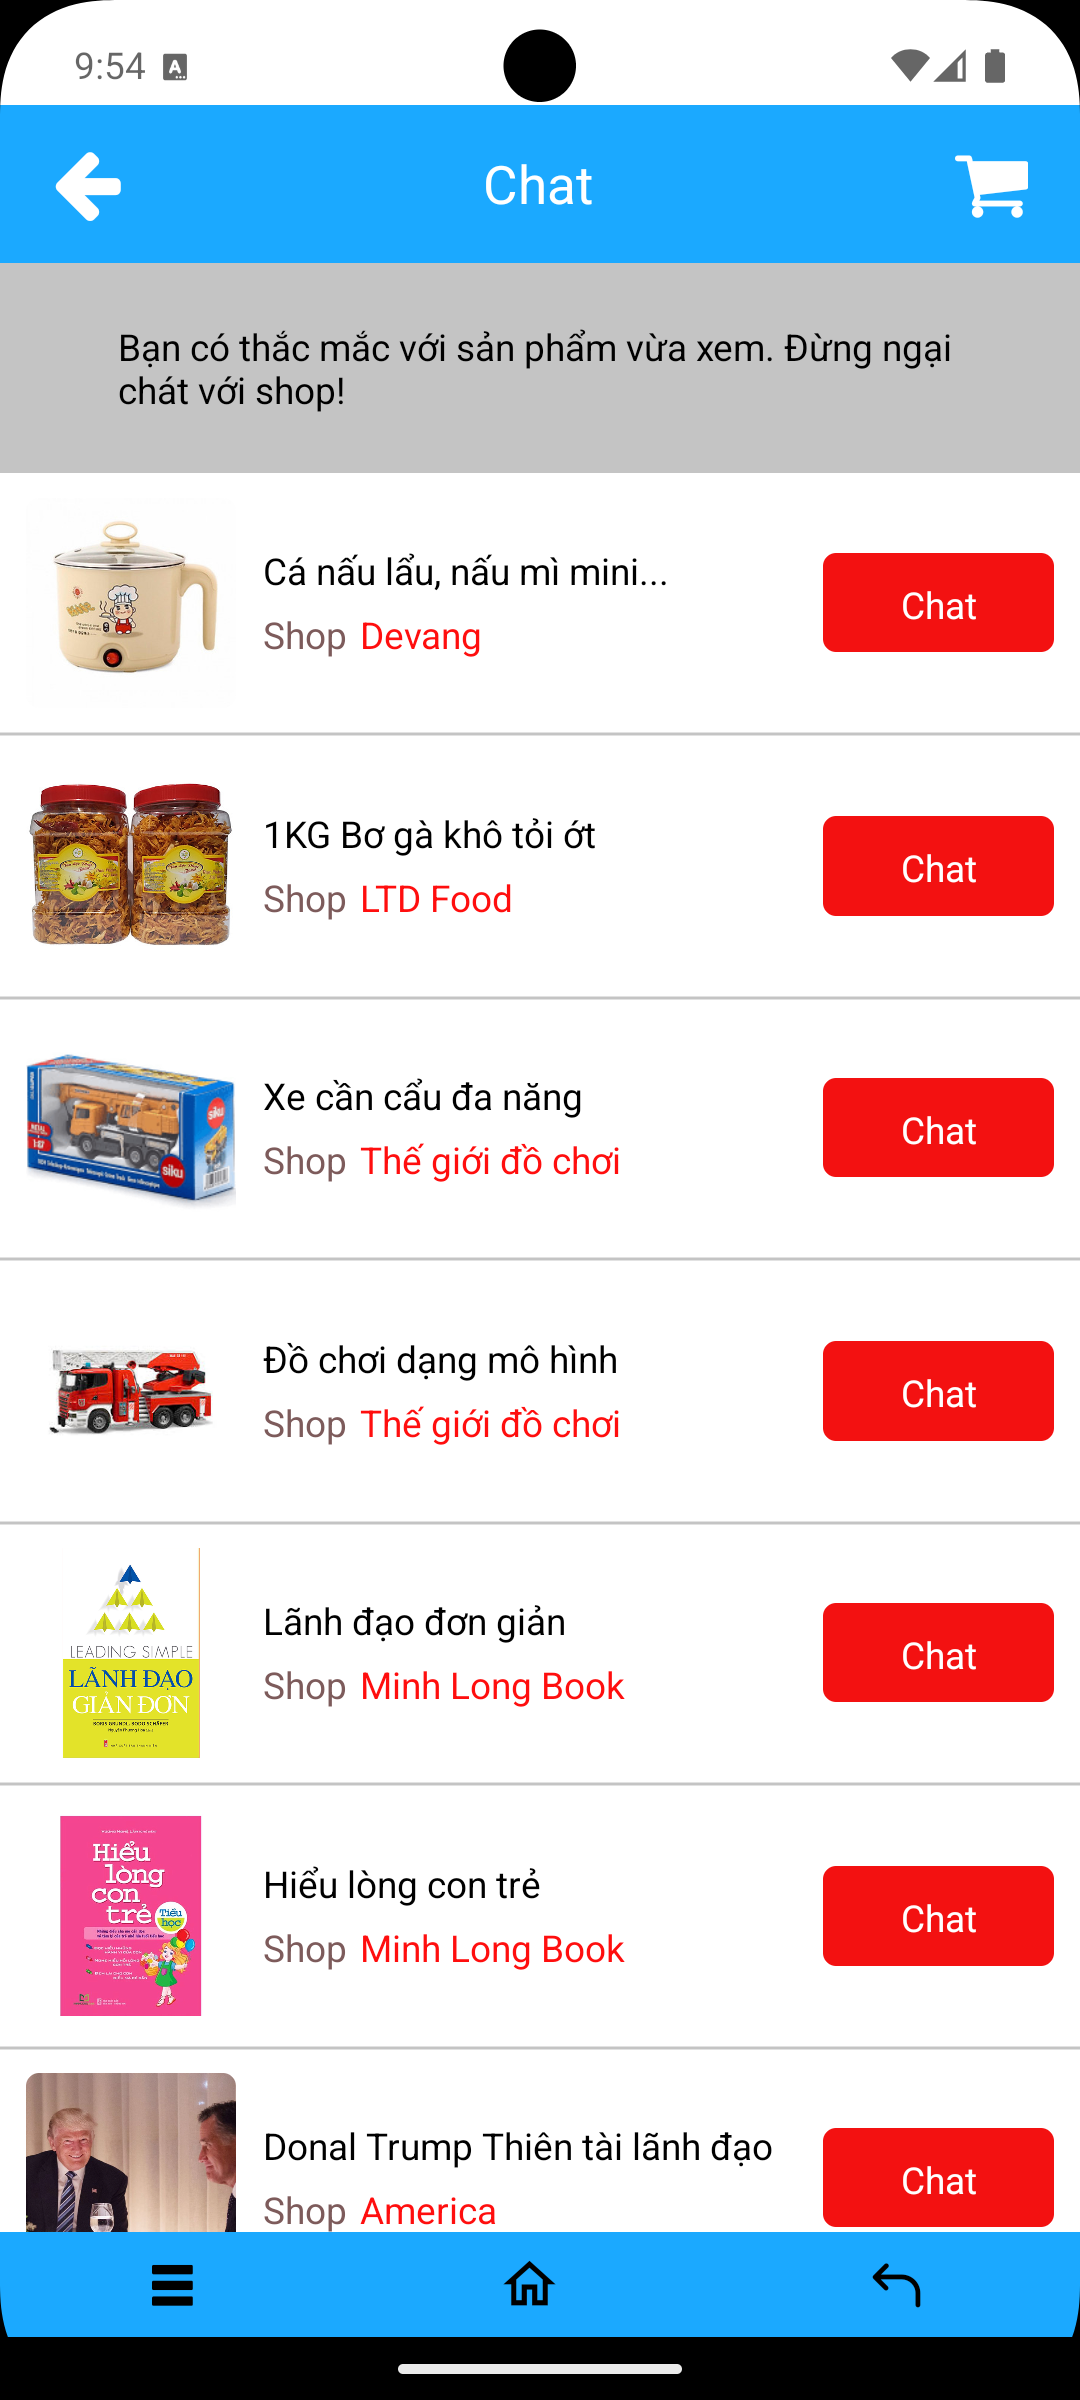 9:54
Chat
Bạn có thắc mắc với sản phẩm vừa xem. Đừng ngại
chát với shop!
Cá nấu lẩu, nấu mì mini...
Shop Devang
Chat
1KG Bơ gà khô tỏi ớt
Shop LTD Food
Chat
siku
1:87
siku
Xe cần cẩu đa năng
Shop Thế giới đồ chơi
Chat
Đồ chơi dạng mô hình
Shop Thế giới đồ chơi
Chat
LEADING SIMPLE
LÃNH ĐẠO
GIẢN ĐƠN
Lãnh đạo đơn giản
Shop Minh Long Book
Chat
Hiểu
lòng
con
trẻ
Tiểu
học
Hiểu lòng con trẻ
Shop Minh Long Book
Chat
Donal Trump Thiên tài lãnh đạo
Shop America
Chat